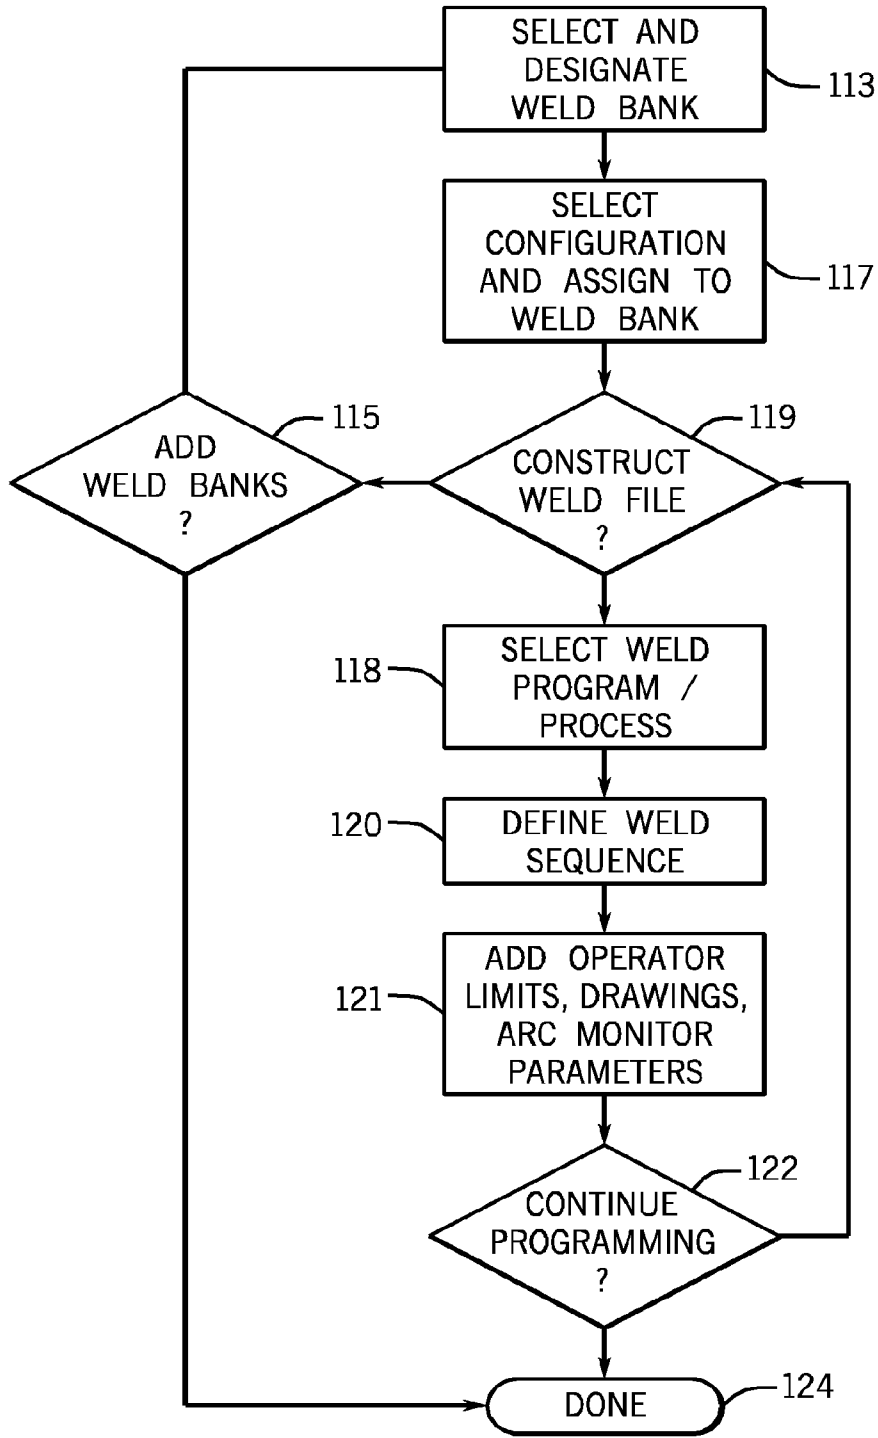 SELECT AND
DESIGNATE
WELD BANK
113
SELECT
CONFIGURATION
AND ASSIGN TO
WELD BANK
117
ADD
WELD BANKS
?
115
CONSTRUCT
WELD FILE
?
119
SELECT WELD
PROGRAM /
PROCESS
118
DEFINE WELD
SEQUENCE
120
ADD OPERATOR
LIMITS, DRAWINGS,
ARC MONITOR
PARAMETERS
121
CONTINUE
PROGRAMMING
?
122
DONE
124